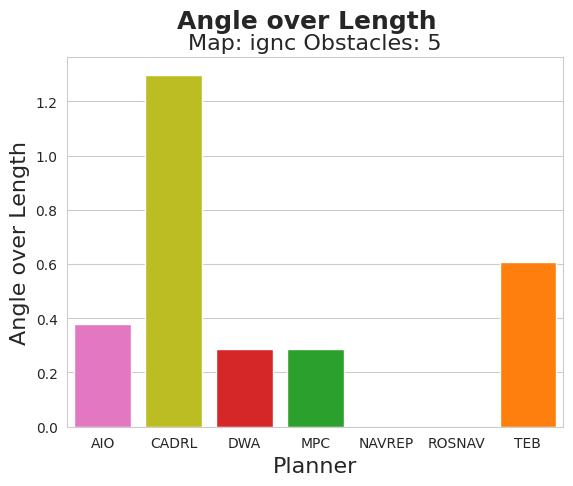 Angle over Length
Map: ignc Obstacles: 5
Angle over Length
1.2
1.0
0.8
0.6
0.4
0.2
0.0
AIO CADRL DWA MPC NAVREP ROSNAV TEB
Planner